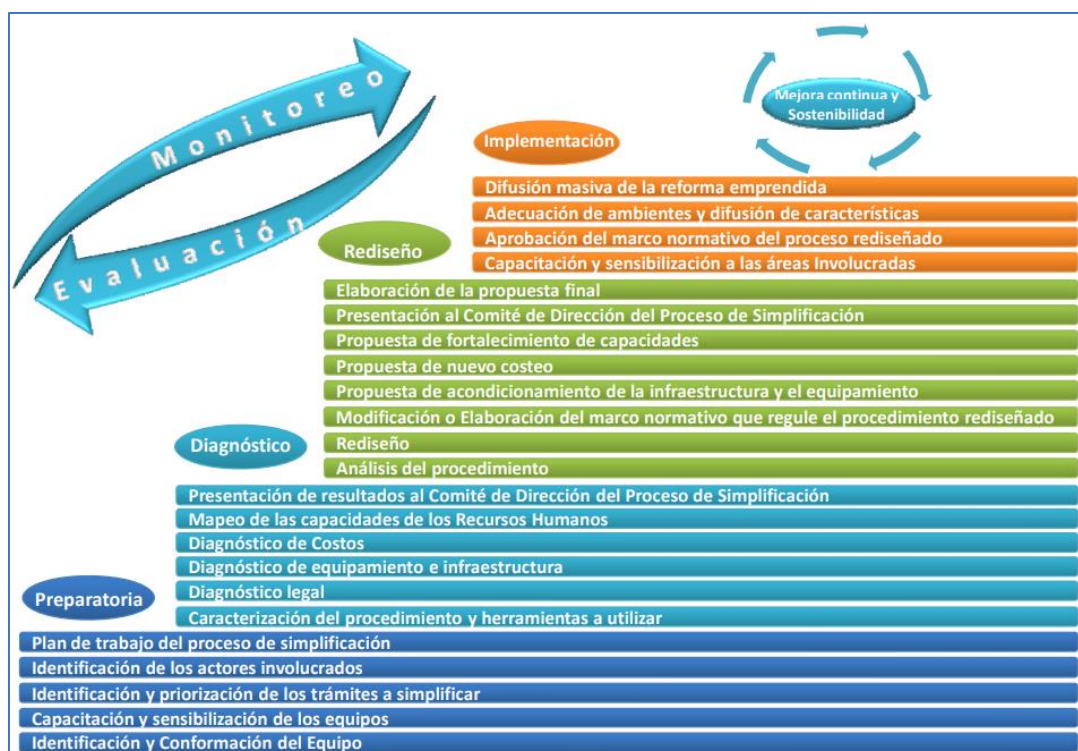 Monitoreo
Evaluación
Mejora continua y
Sostenibilidad
Implementación
Difusión masiva de la reforma emprendida
Adecuación de ambientes y difusión de características
Aprobación del marco normativo del proceso rediseñado
Capacitación y sensibilización a las áreas Involucradas
Rediseño
Elaboración de la propuesta final
Presentación al Comité de Dirección del Proceso de Simplificación
Propuesta de fortalecimiento de capacidades
Propuesta de nuevo costeo
Propuesta de acondicionamiento de la infraestructura y el equipamiento
Modificación o Elaboración del marco normativo que regule el procedimiento rediseñado
Rediseño
Análisis del procedimiento
Diagnóstico
Presentación de resultados al Comité de Dirección del Proceso de Simplificación
Mapeo de las capacidades de los Recursos Humanos
Diagnóstico de Costos
Diagnóstico de equipamiento e infraestructura
Diagnóstico legal
Caracterización del procedimiento y herramientas a utilizar
Preparatoria
Plan de trabajo del proceso de simplificación
Identificación de los actores involucrados
Identificación y priorización de los trámites a simplificar
Capacitación y sensibilización de los equipos
Identificación y Conformación del Equipo